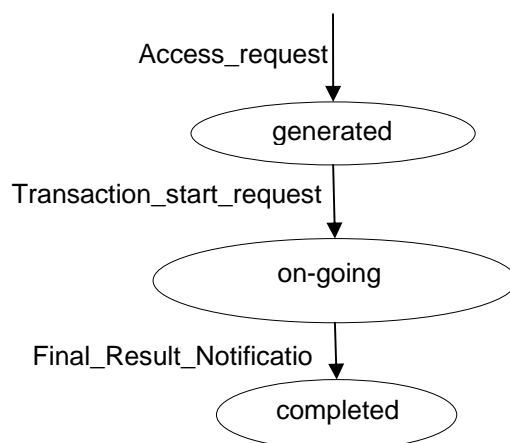 Access_request
generated
Transaction_start_request
on-going
Final_Result_Notificatio
completed